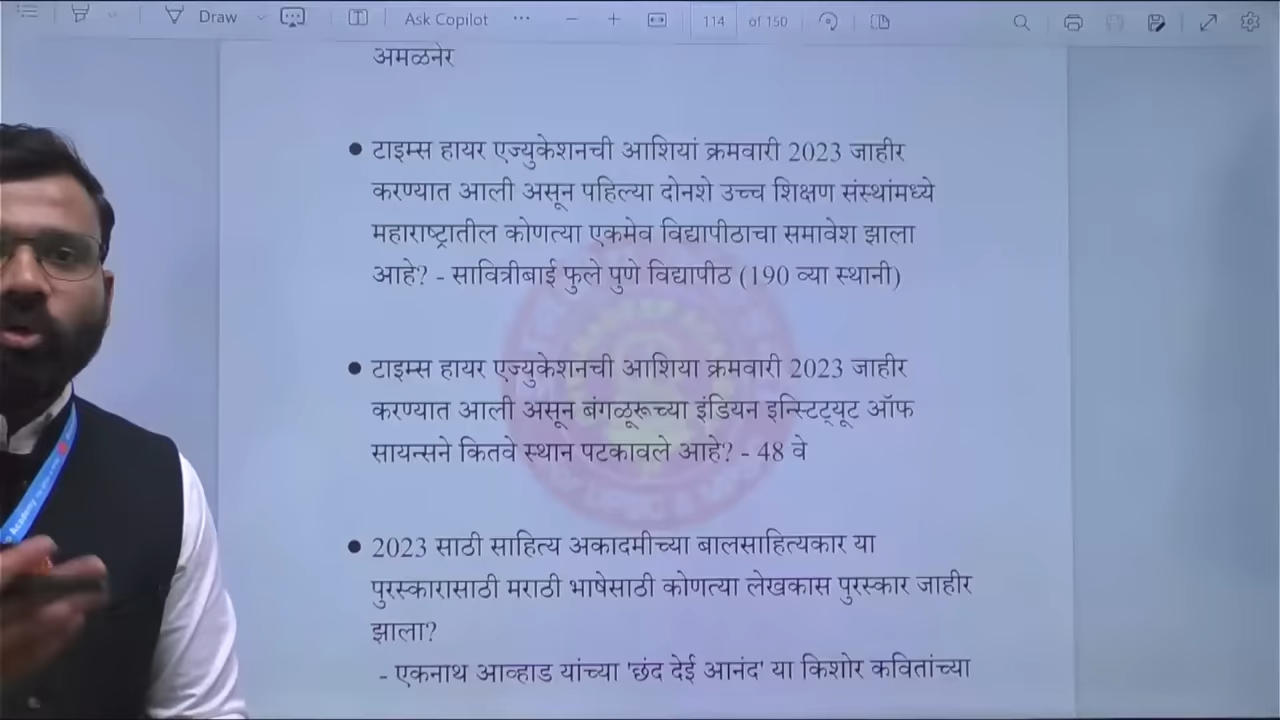 Draw
Ask Copilot
114 of 150
अमळनेर
● टाइम्स हायर एज्युकेशनची आशियां क्रमवारी 2023 जाहीर
करण्यात आली असून पहिल्या दोनशे उच्च शिक्षण संस्थांमध्ये
महाराष्ट्रातील कोणत्या एकमेव विद्यापीठाचा समावेश झाला
आहे? - सावित्रीबाई फुले पुणे विद्यापीठ (190 व्या स्थानी)
● टाइम्स हायर एज्युकेशनची आशिया क्रमवारी 2023 जाहीर
करण्यात आली असून बंगळूरूच्या इंडियन इन्स्टिट्यूट ऑफ
सायन्सने कितवे स्थान पटकावले आहे? - 48 वे
● 2023 साठी साहित्य अकादमीच्या बालसाहित्यकार या
पुरस्कारासाठी मराठी भाषेसाठी कोणत्या लेखकास पुरस्कार जाहीर
झाला?
- एकनाथ आव्हाड यांच्या 'छंद देई आनंद' या किशोर कवितांच्या
Academy